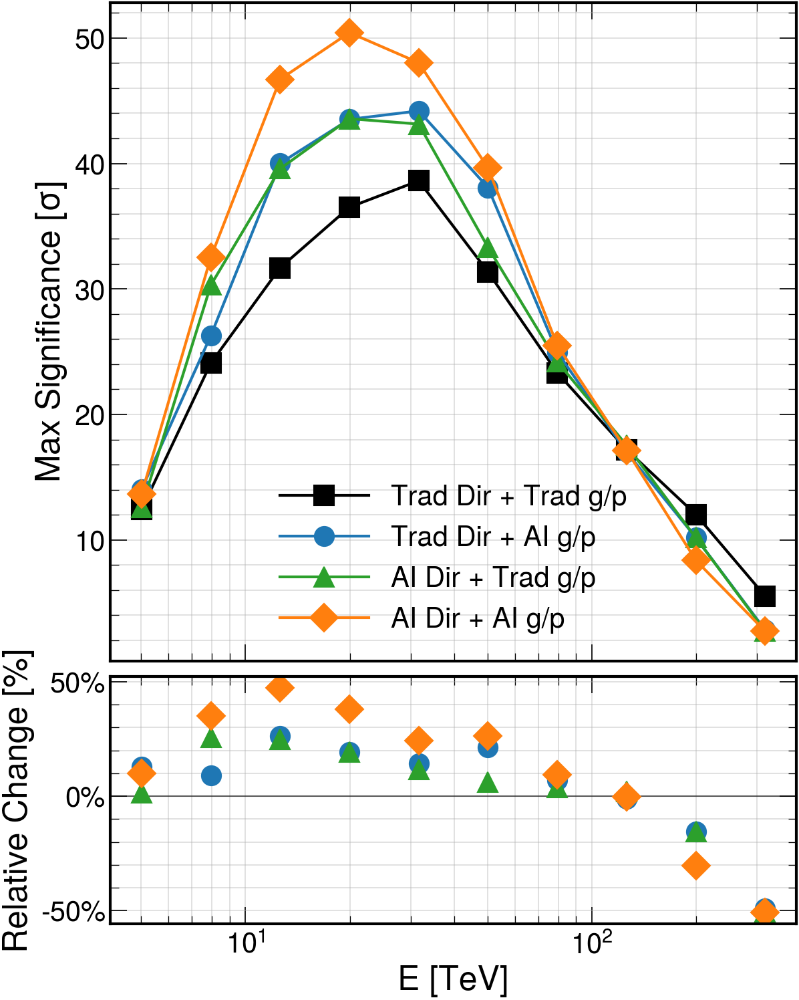 50
40
30
20
10
Max Significance [σ]
Trad Dir + Trad g/p
Trad Dir + AI g/p
AI Dir + Trad g/p
AI Dir + AI g/p
50%
0%
-50%
Relative Change [%]
10¹
10²
E [TeV]